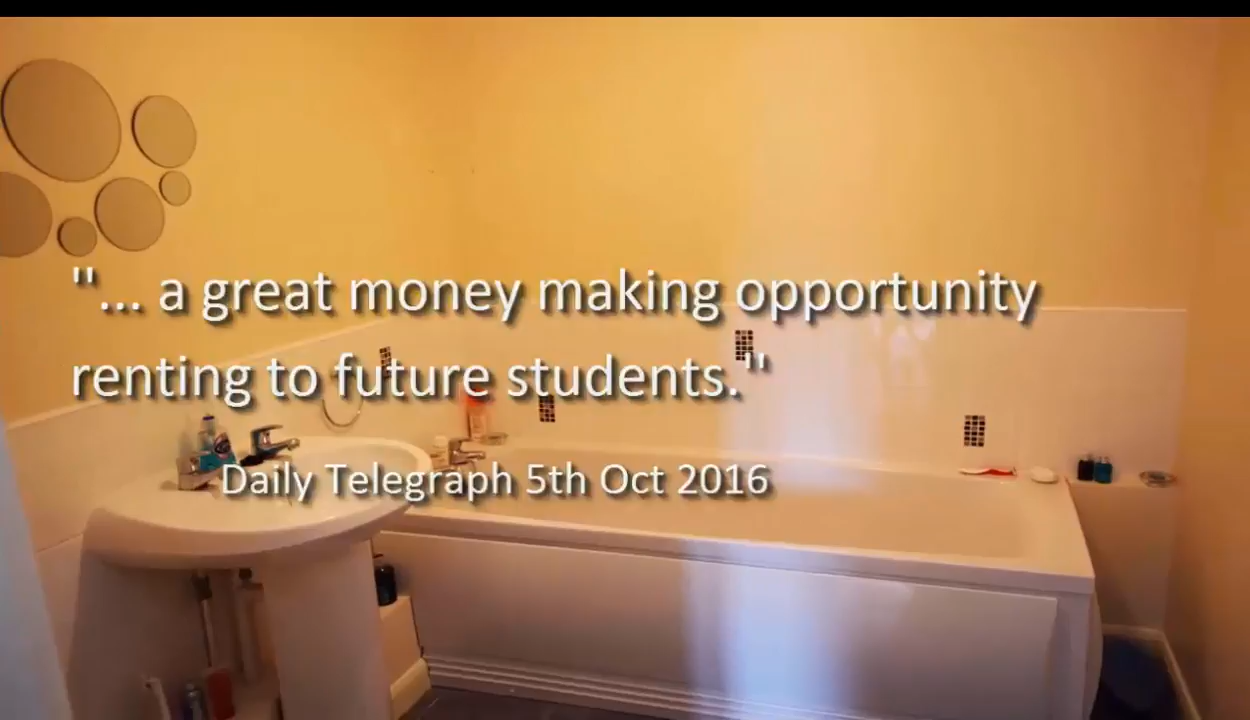 "... a great money making opportunity
renting to future students."
Daily Telegraph 5th Oct 2016